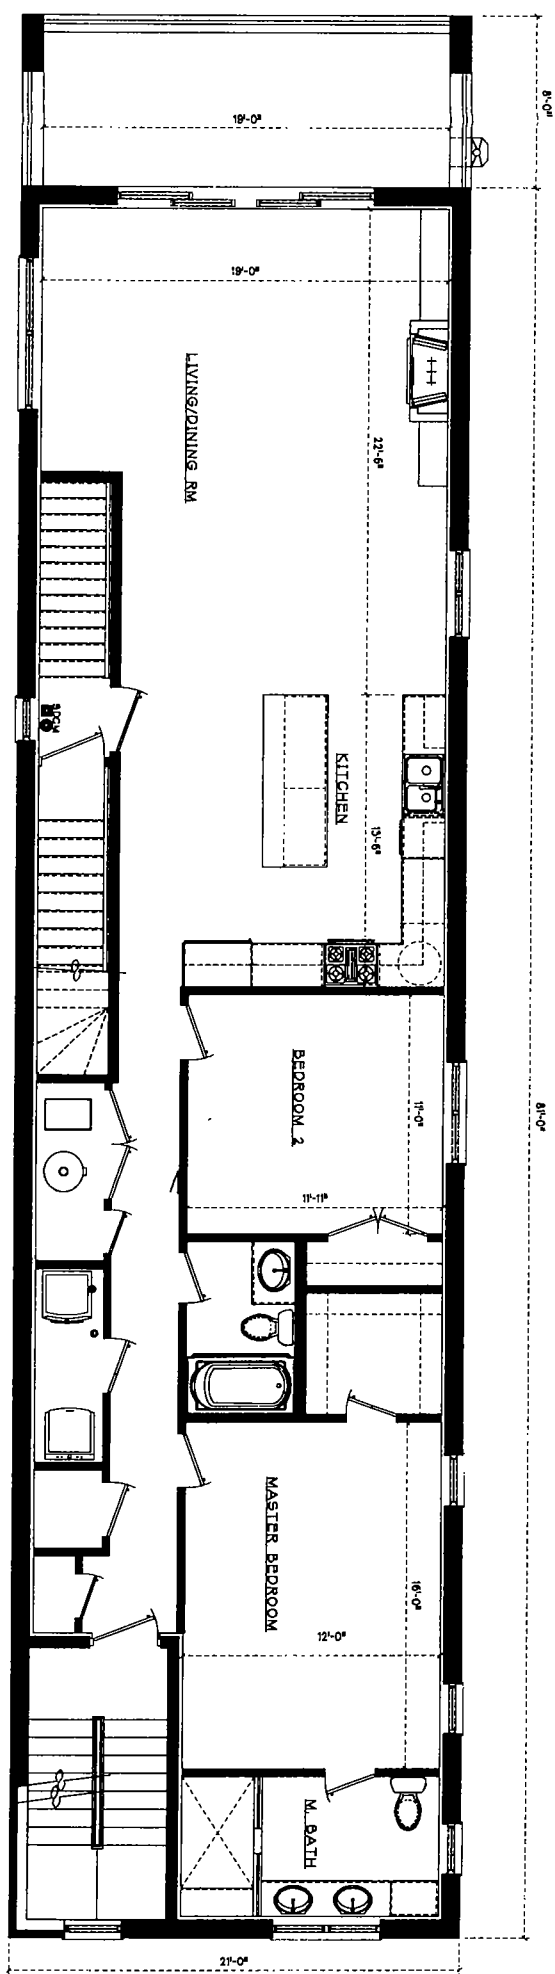 8'-0"
19'-0"
19'-0"
LIVING/DINING RM
22'-6"
SDCM
KITCHEN
13'-6"
81'-0"
BEDROOM 2
11'-0"
11'-11"
MASTER BEDROOM
16'-0"
12'-0"
M. BATH
21'-0"